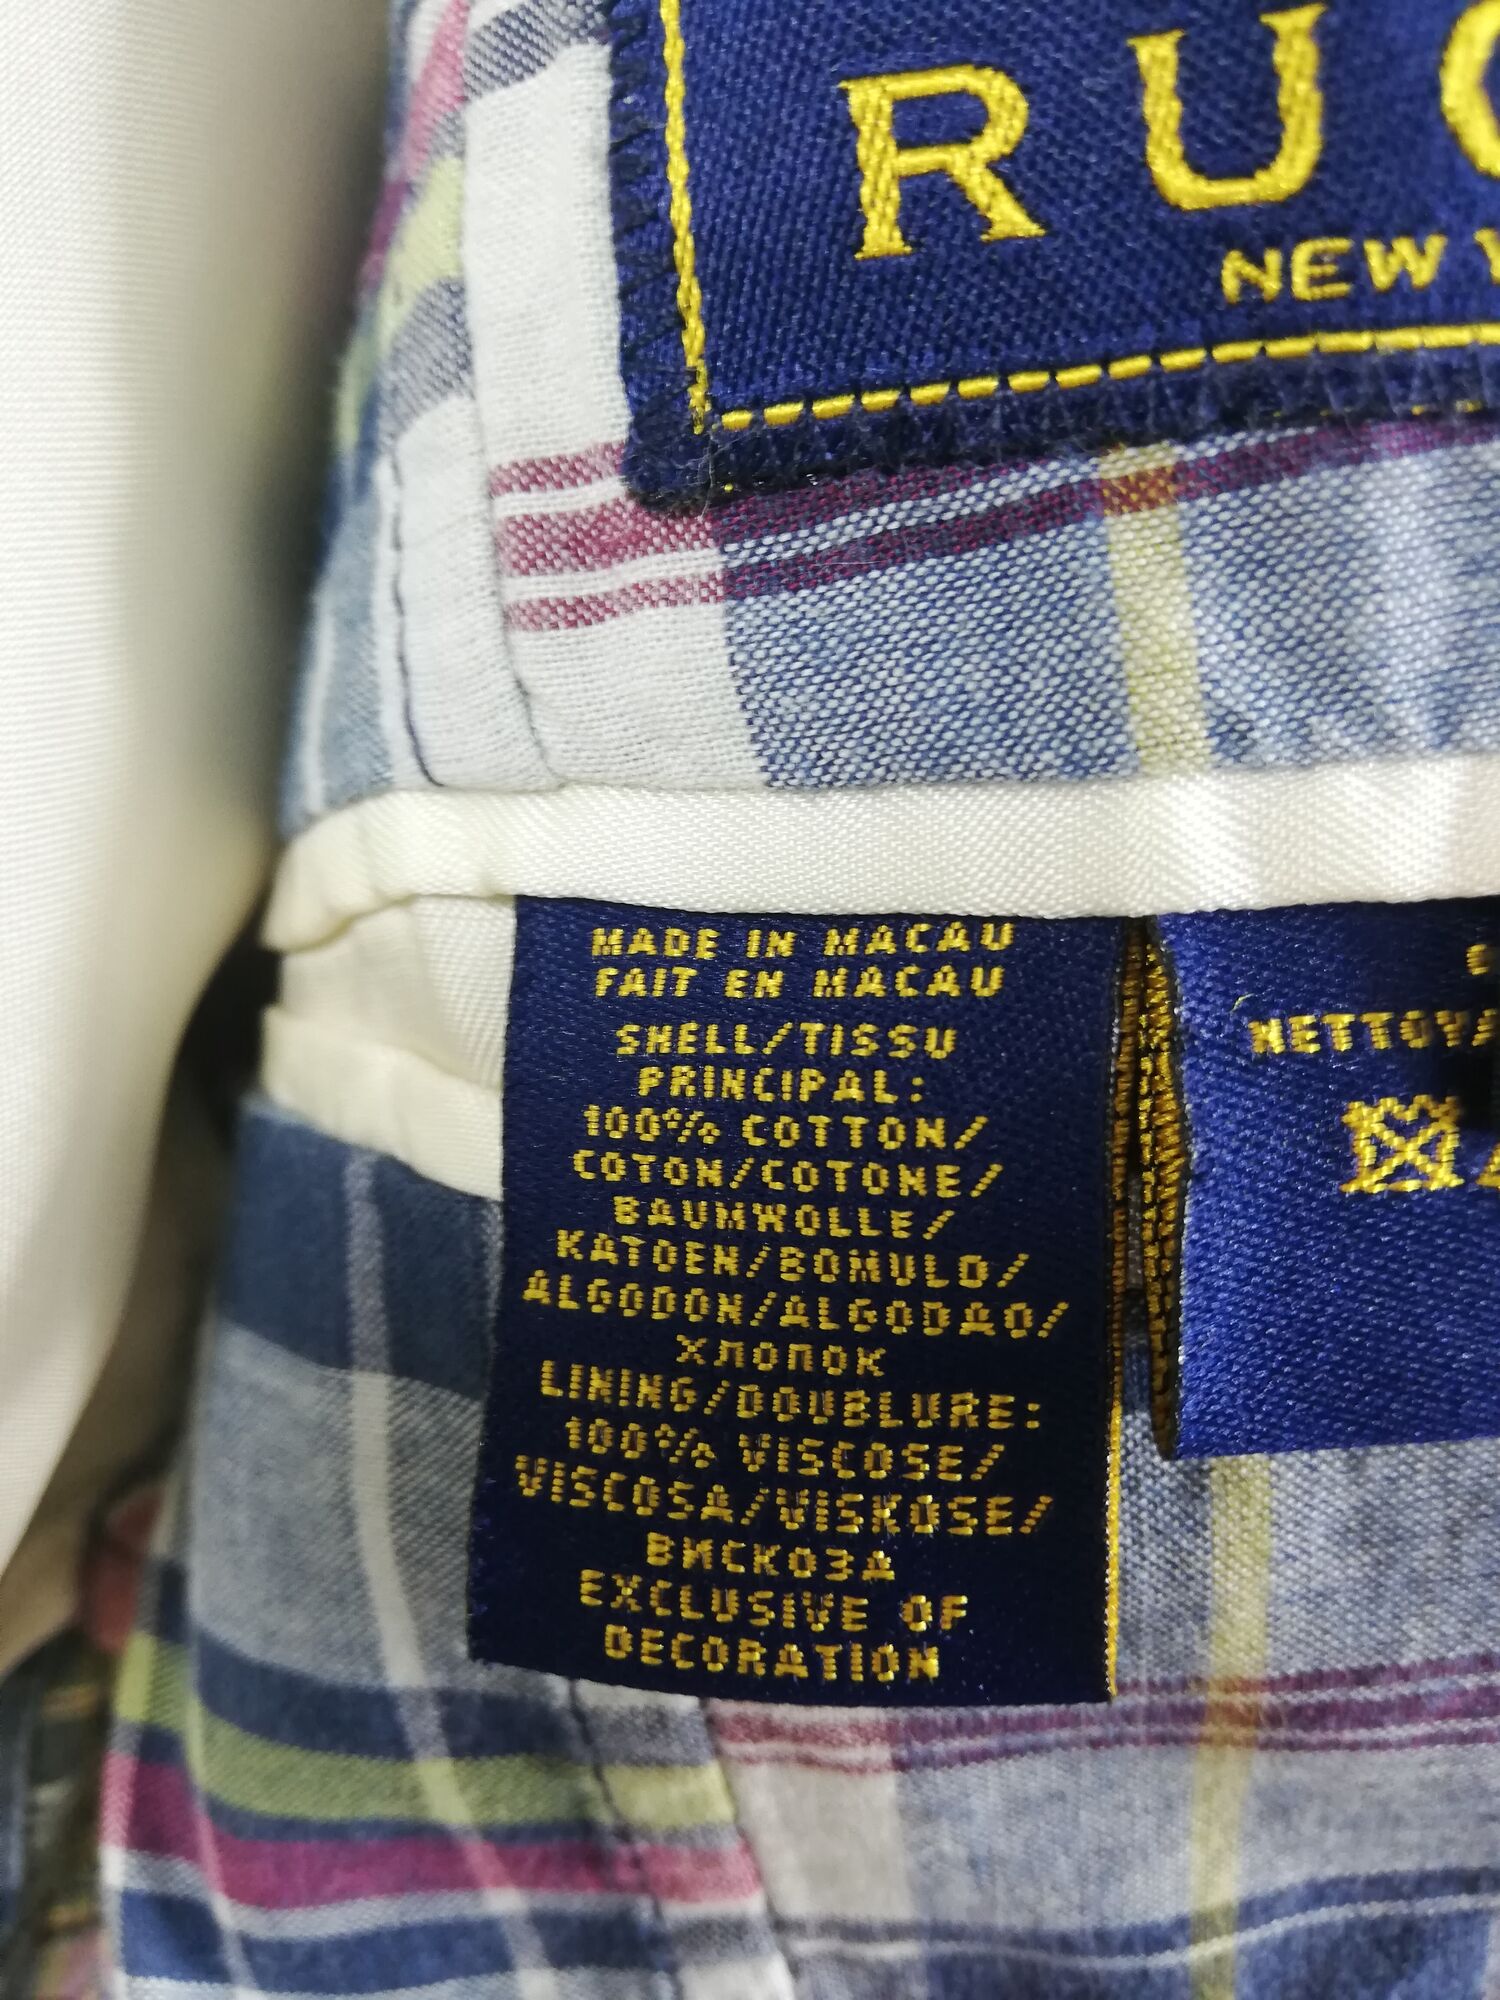 RU
NEW
MADE IN MACAU
FAIT EN MACAU
SHELL/TISSU
PRINCIPAL:
100% COTTON/
COTON/COTONE/
BAUMWOLLE/
KATOEN/BOMULD/
ALGODON/ALGODAO/
ХЛОПОК
LINING/DOUBLURE:
100% VISCOSE/
VISCOSA/VISKOSE/
ВИСКОЗА
EXCLUSIVE OF
DECORATION
NETTOYA